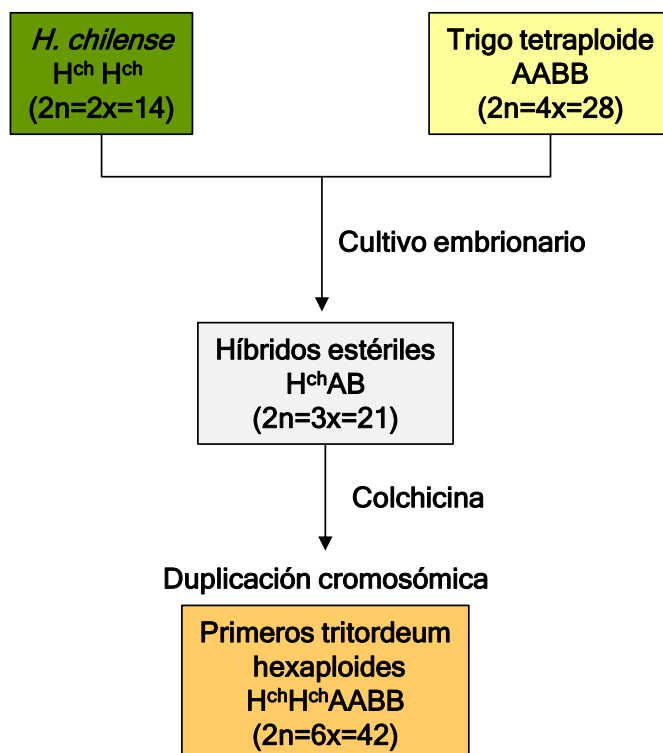 H. chilense
Hᶜʰ Hᶜʰ
(2n=2x=14)
Trigo tetraploide
AABB
(2n=4x=28)
Cultivo embrionario
Híbridos estériles
HᶜʰAB
(2n=3x=21)
Colchicina
Duplicación cromosómica
Primeros tritordeum
hexaploides
HᶜʰHᶜʰAABB
(2n=6x=42)